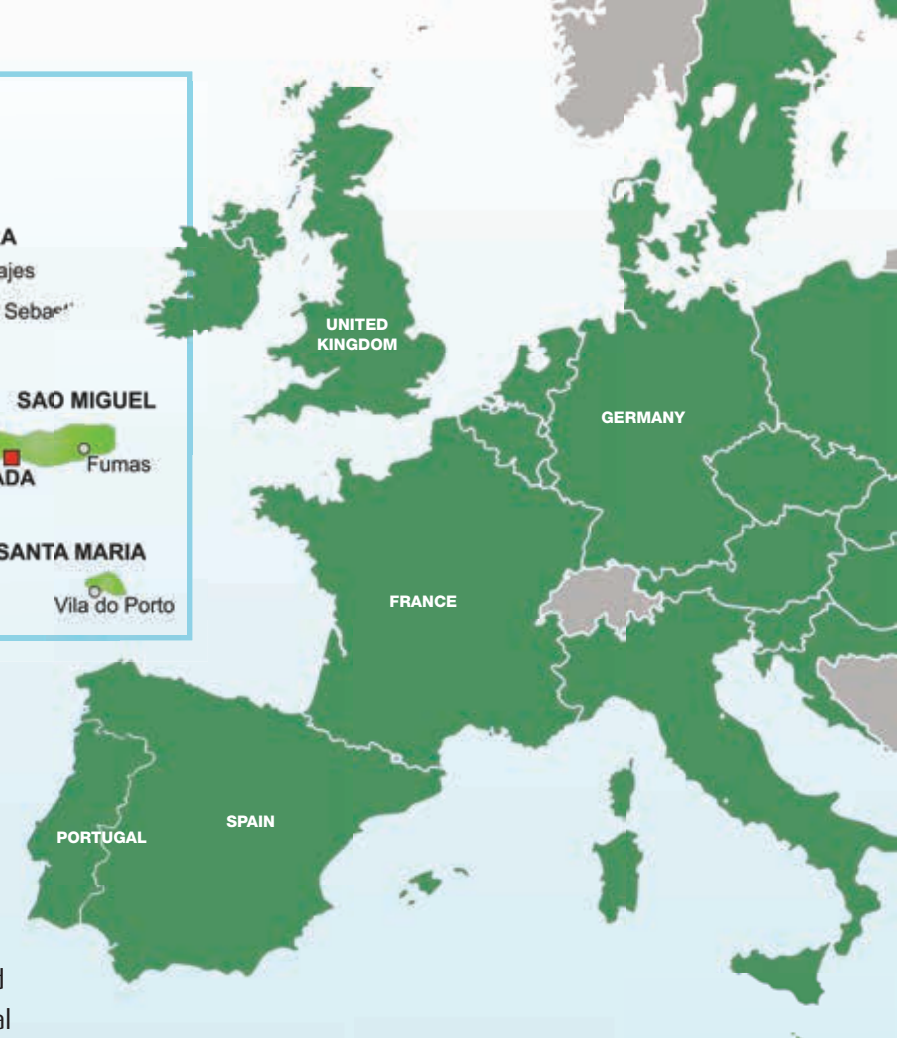 UNITED
KINGDOM
SAO MIGUEL
Fumas
SANTA MARIA
Vila do Porto
GERMANY
FRANCE
SPAIN
PORTUGAL